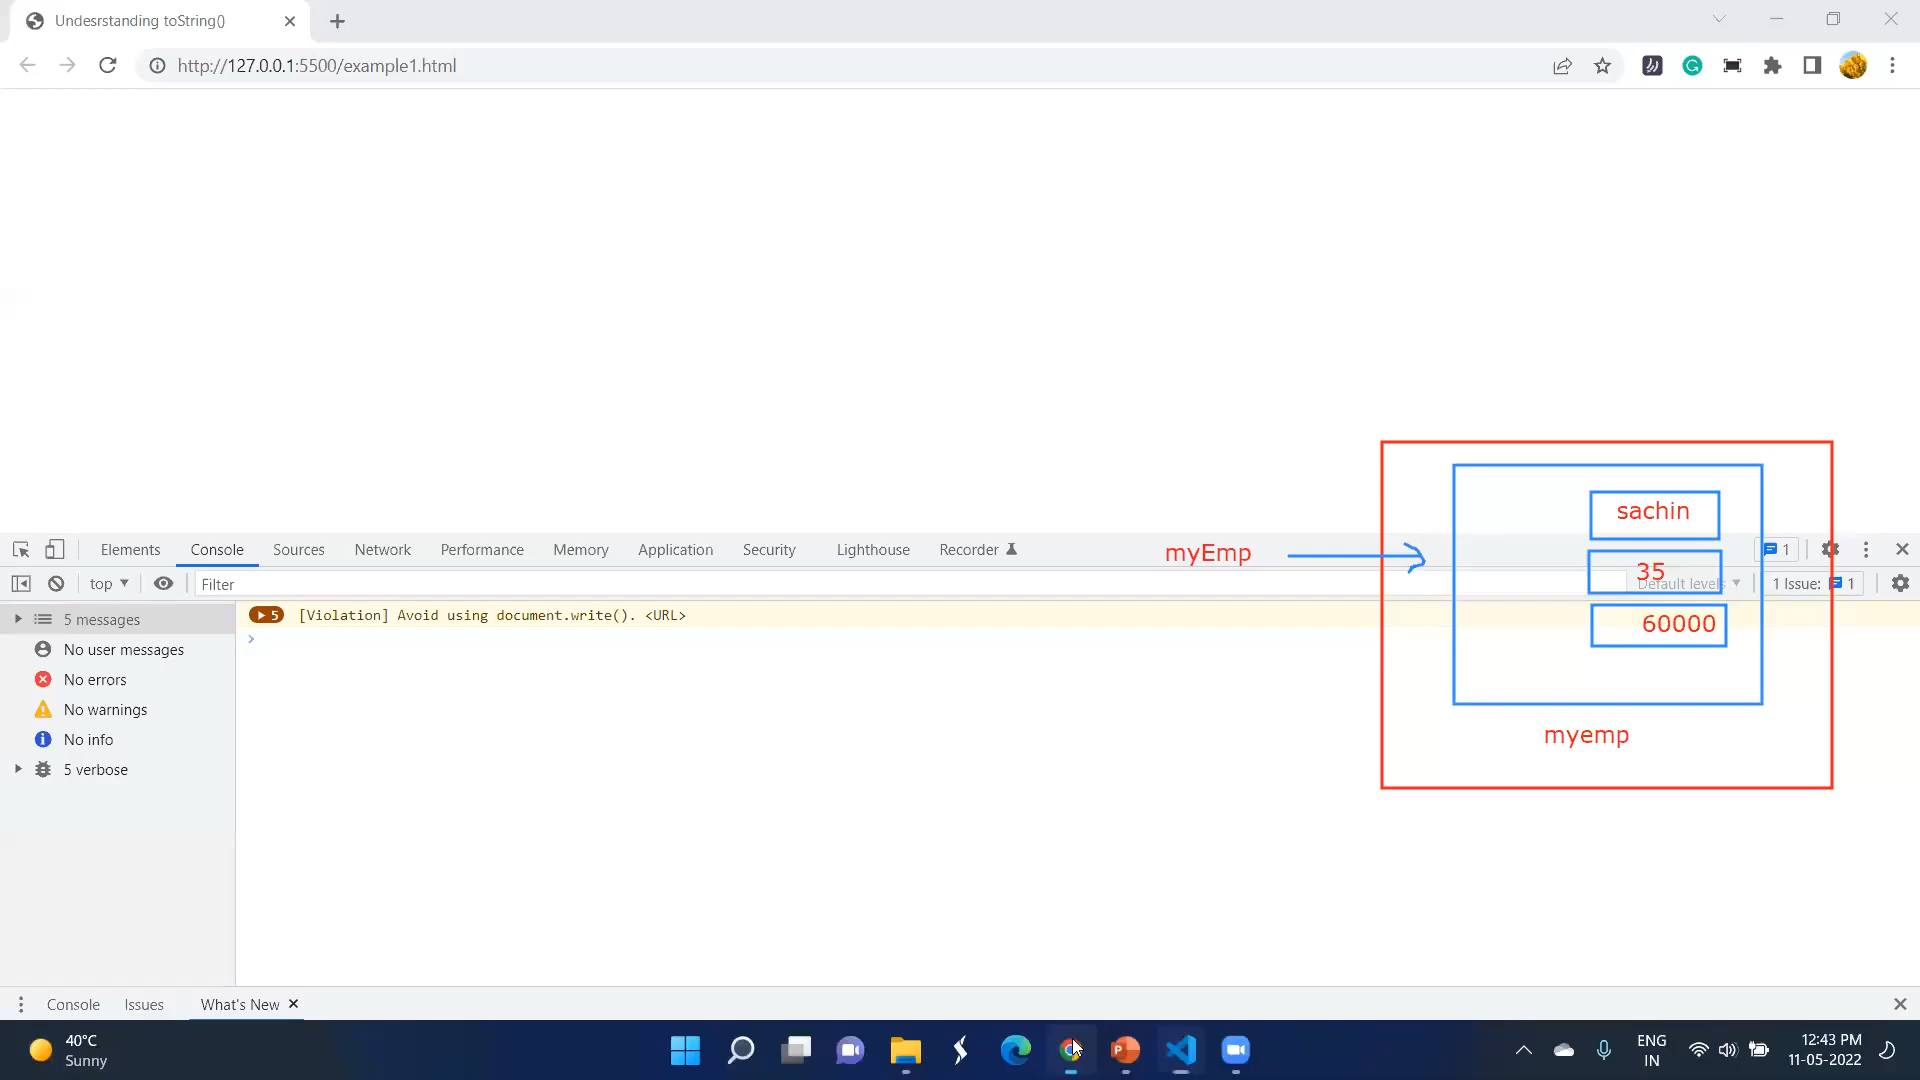 Undesrstanding toString()
http://127.0.0.1:5500/example1.html
Elements Console Sources Network Performance Memory Application Security Lighthouse Recorder 1
top Filter Default levels 1 Issue: 1
5 messages
No user messages
No errors
No warnings
No info
5 verbose
5 [Violation] Avoid using document.write(). <URL>
myEmp
sachin
35
60000
myemp
Console Issues What's New
40°C
Sunny
ENG
IN
12:43 PM
11-05-2022